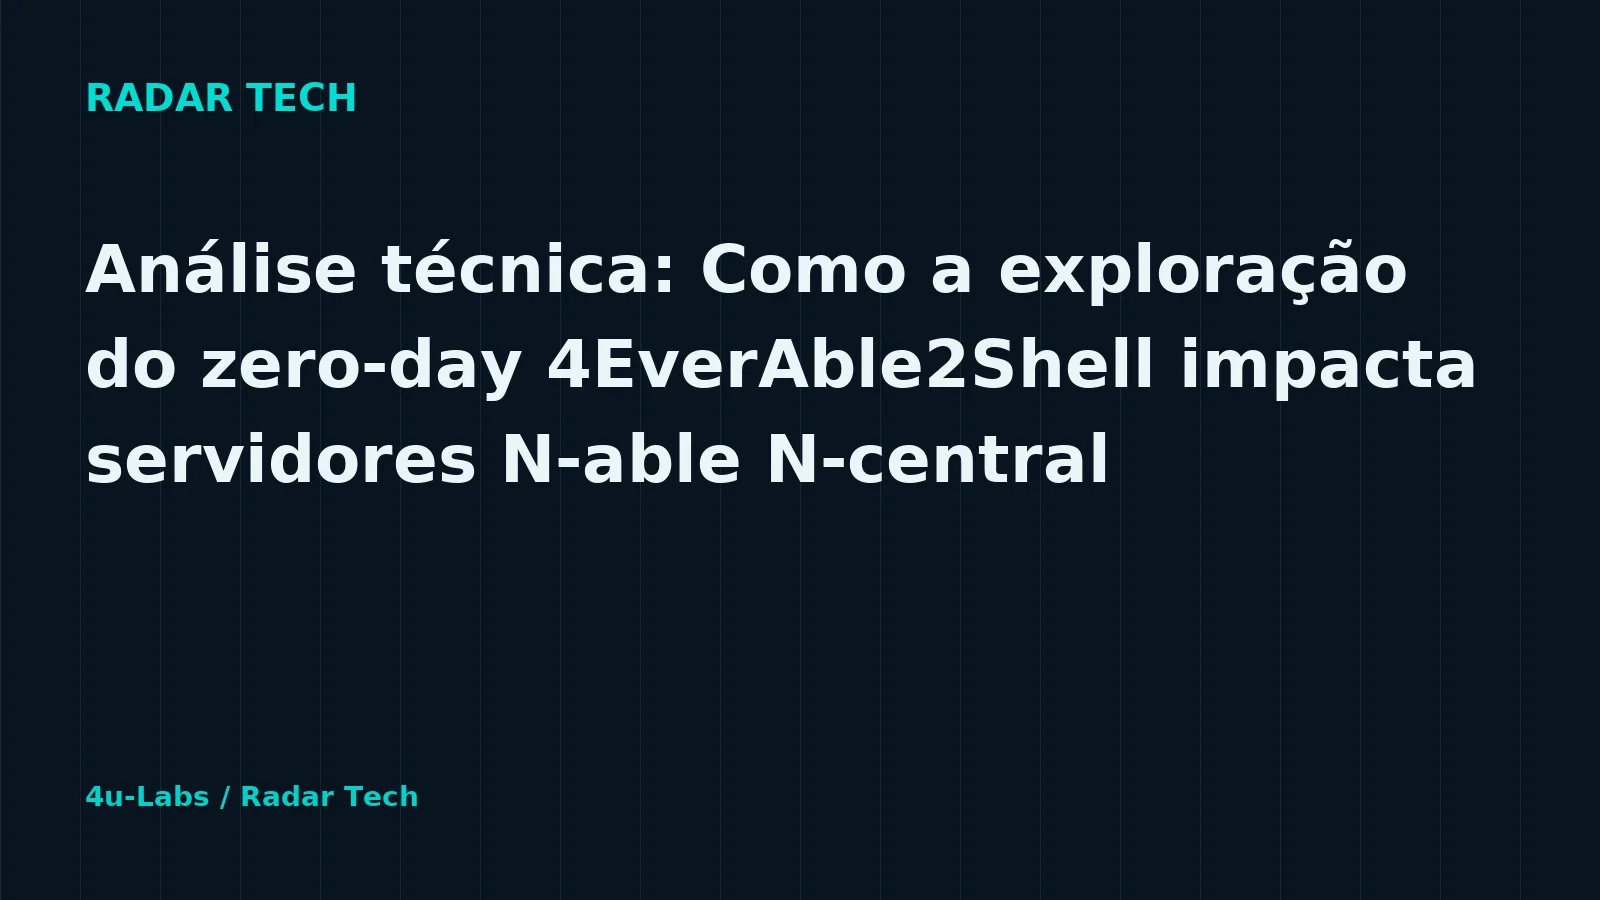 RADAR TECH
Análise técnica: Como a exploração
do zero-day 4EverAble2Shell impacta
servidores N-able N-central
4u-Labs / Radar Tech